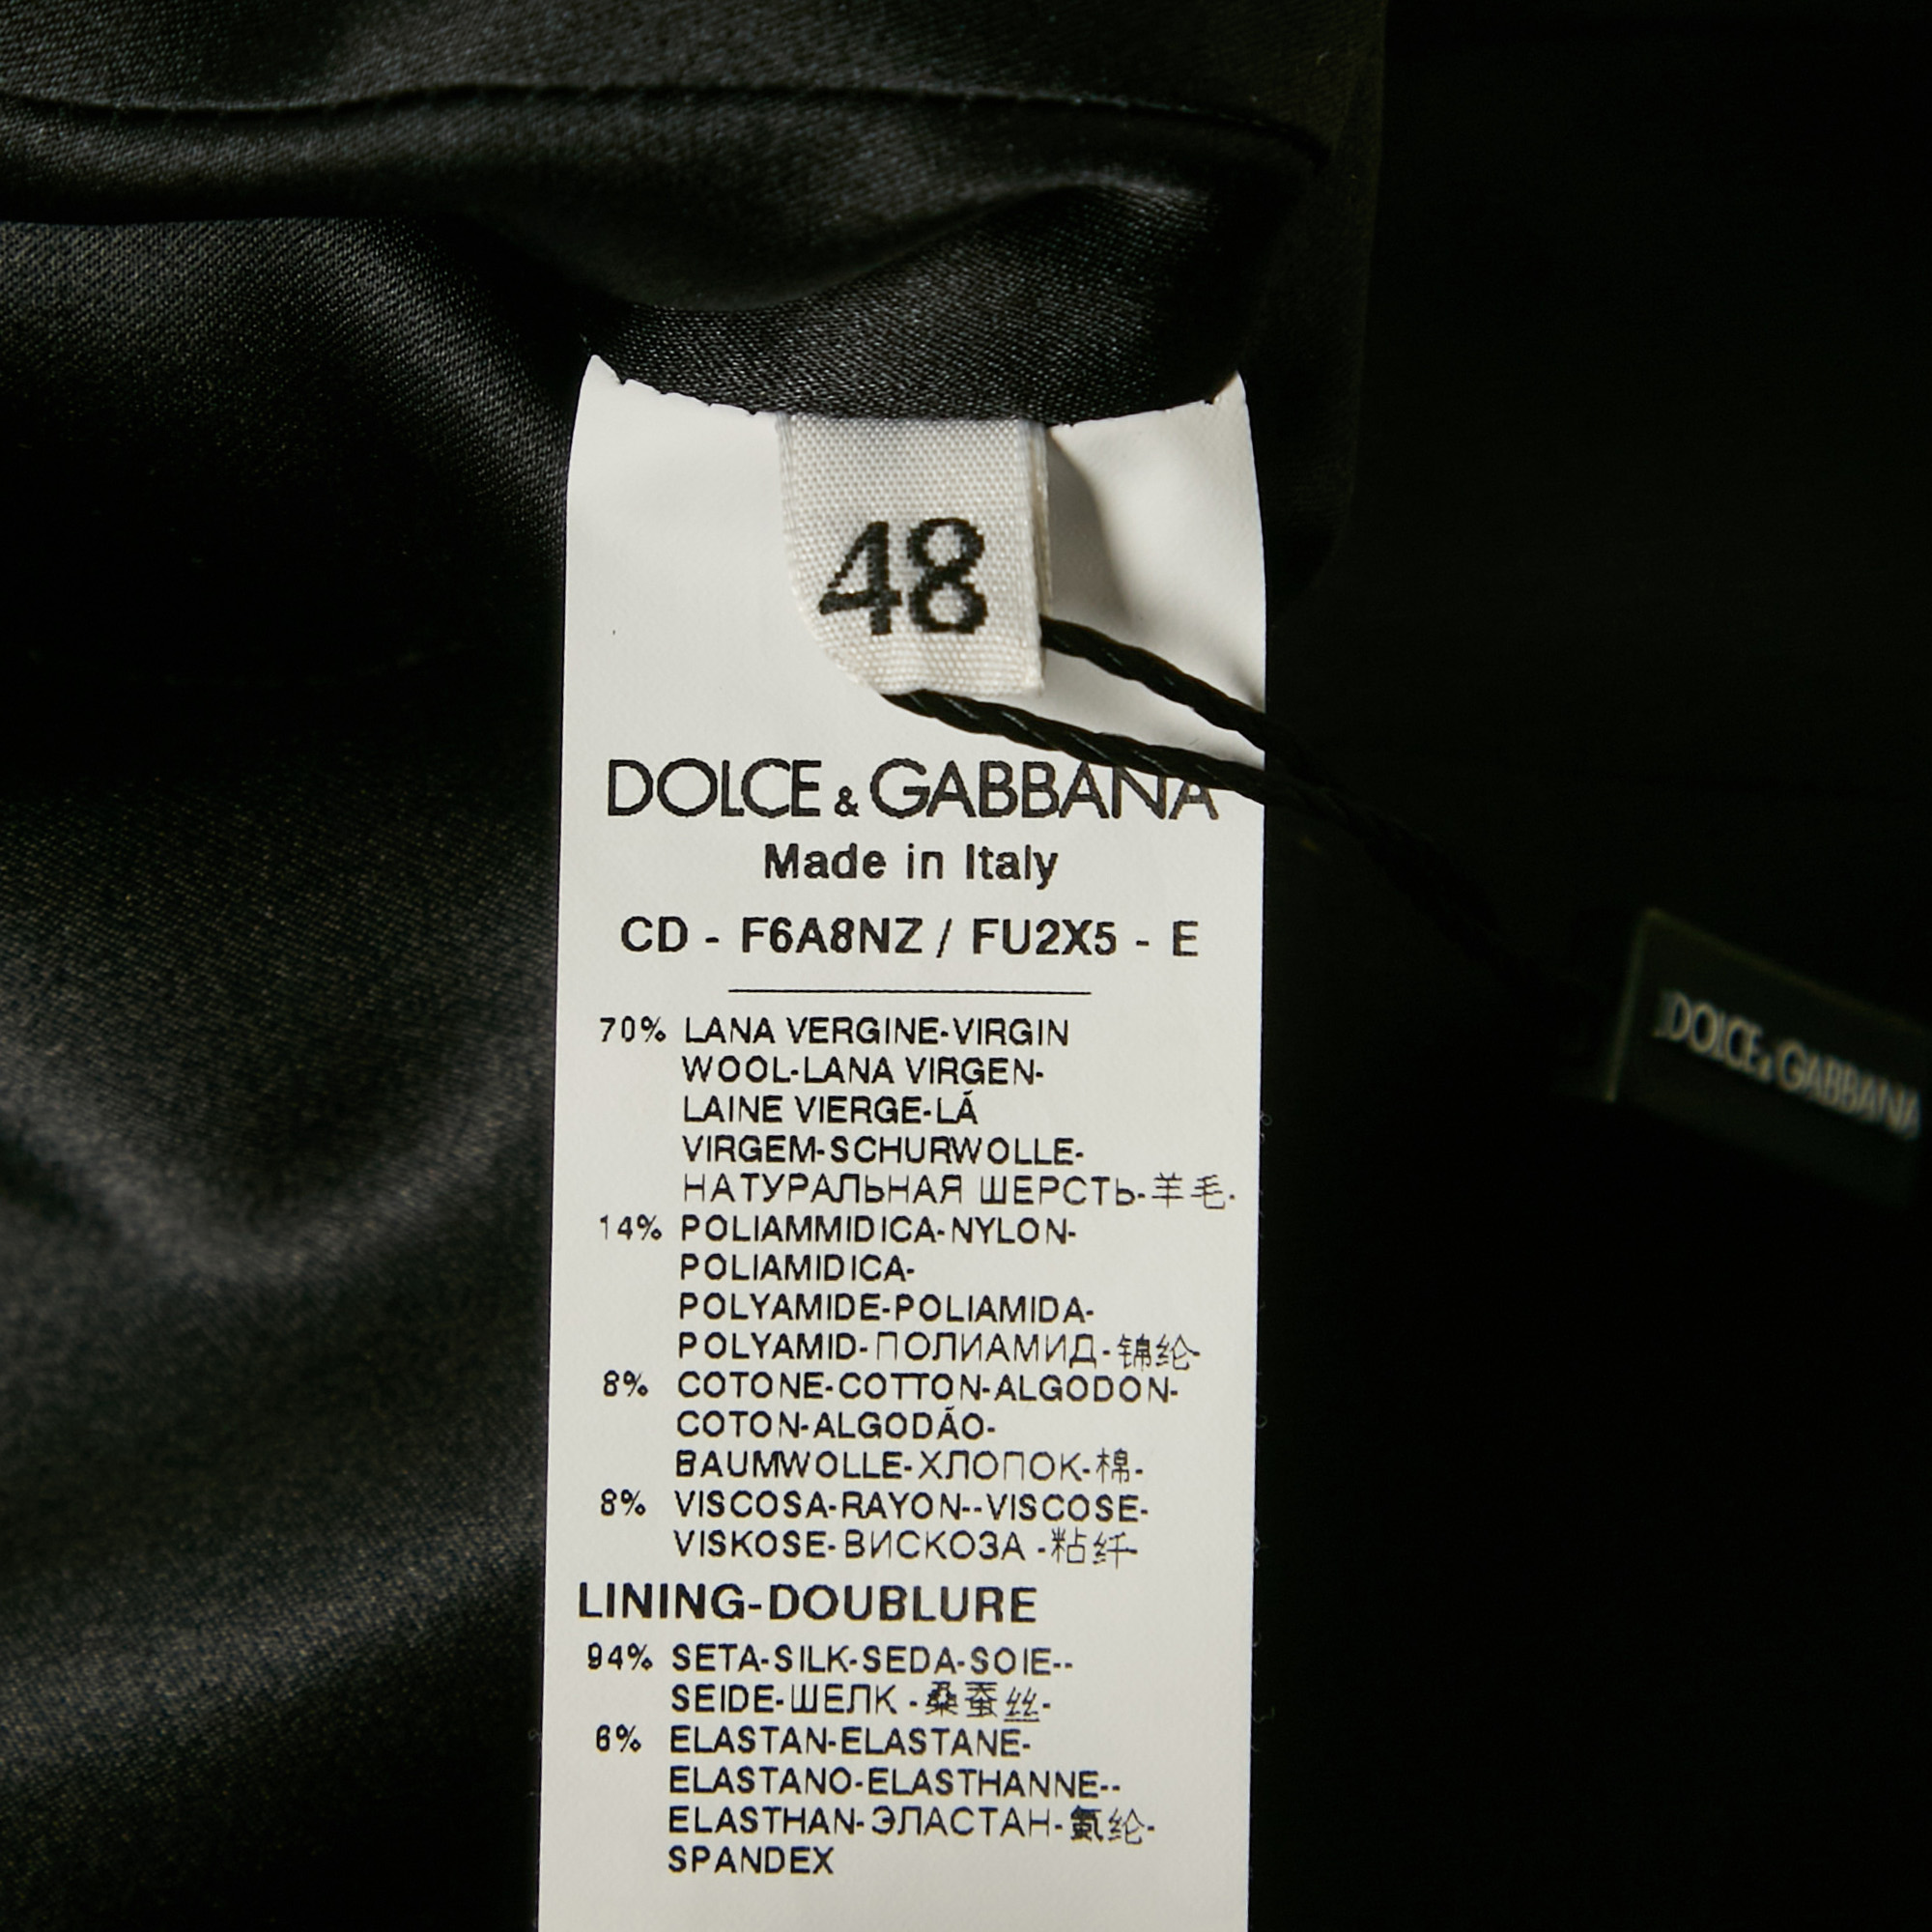 48
DOLCE & GABBANA
Made in Italy
CD - F6A8NZ / FU2X5 - E
70% LANA VERGINE-VIRGIN
WOOL-LANA VIRGEN-
LAINE VIERGE-LÃ
VIRGEM-SCHURWOLLE-
НАТУРАЛЬНАЯ ШЕРСТЬ-羊毛-
14% POLIAMMIDICA-NYLON-
POLIAMIDICA-
POLYAMIDE-POLIAMIDA-
POLYAMID-ПОЛИАМИД-锦纶-
8% COTONE-COTTON-ALGODON-
COTON-ALGODÃO-
BAUMWOLLE-ХЛОПОК-棉-
8% VISCOSA-RAYON--VISCOSE-
VISKOSE-ВИСКОЗА -粘纤-
LINING-DOUBLURE
94% SETA-SILK-SEDA-SOIE--
SEIDE-ШЕЛК -桑蚕丝-
6% ELASTAN-ELASTANE-
ELASTANO-ELASTHANNE--
ELASTHAN-ЭЛАСТАН-氨纶-
SPANDEX
DOLCE & GABBANA